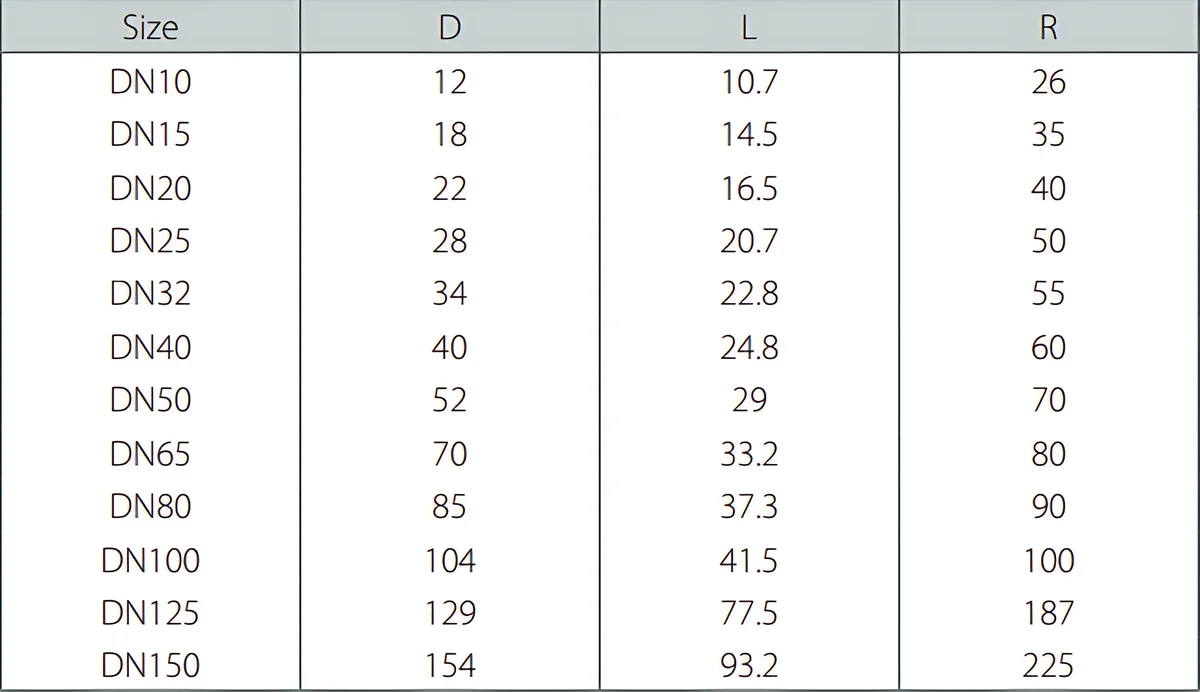 Size D L R
DN10 12 10.7 26
DN15 18 14.5 35
DN20 22 16.5 40
DN25 28 20.7 50
DN32 34 22.8 55
DN40 40 24.8 60
DN50 52 29 70
DN65 70 33.2 80
DN80 85 37.3 90
DN100 104 41.5 100
DN125 129 77.5 187
DN150 154 93.2 225